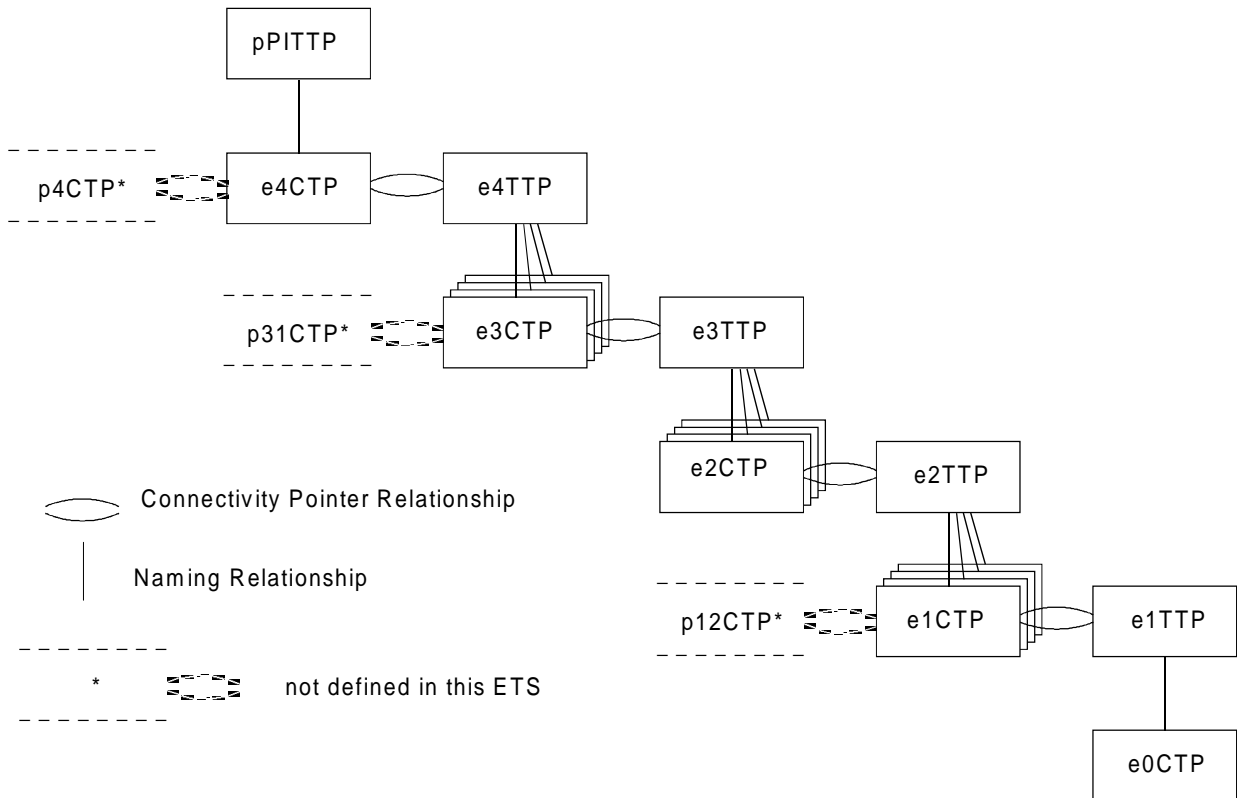 pPITTP
p4CTP*
e4CTP
e4TTP
p31CTP*
e3CTP
e3TTP
e2CTP
e2TTP
Connectivity Pointer Relationship
Naming Relationship
p12CTP*
e1CTP
e1TTP
*
not defined in this ETS
e0CTP